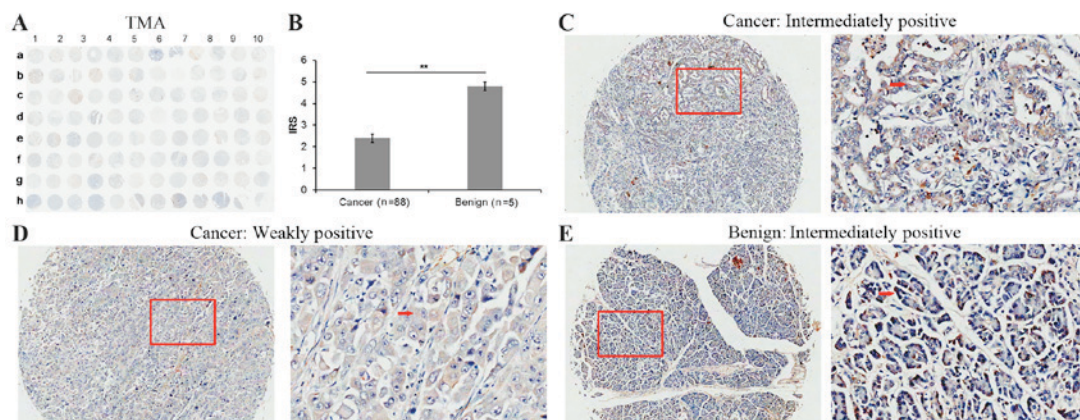 A
TMA
1 2 3 4 5 6 7 8 9 10
a
b
c
d
e
f
g
h
B
**
IRS
6
5
4
3
2
1
0
Cancer (n=88)
Benign (n=5)
C
Cancer: Intermediately positive
D
Cancer: Weakly positive
E
Benign: Intermediately positive